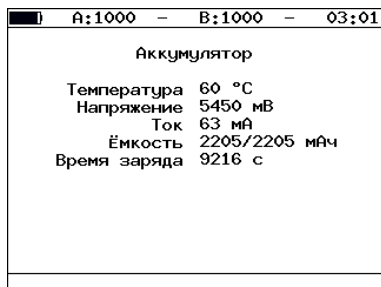 A:1000 – B:1000 – 03:01
Аккумулятор
Температура 60 °C
Напряжение 5450 мВ
Ток 63 мА
Ёмкость 2205/2205 мАч
Время заряда 9216 с